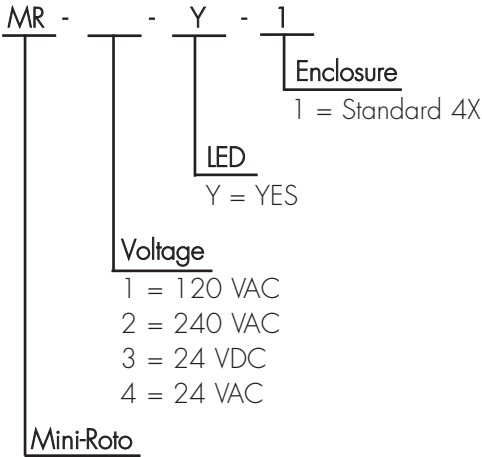 MR - - Y - 1
Enclosure
1 = Standard 4X
LED
Y = YES
Voltage
1 = 120 VAC
2 = 240 VAC
3 = 24 VDC
4 = 24 VAC
Mini-Roto